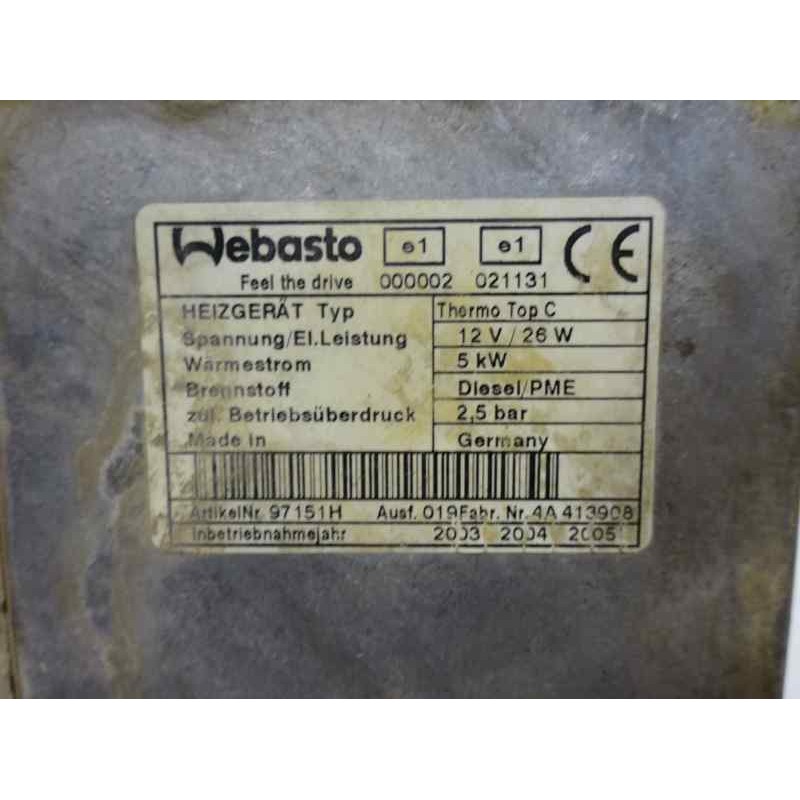 Webasto e1 e1 CE
Feel the drive 000002 021131
HEIZGERÄT Typ Thermo Top C
Spannung/El.Leistung 12 V / 26 W
Wärmestrom 5 kW
Brennstoff Diesel/PME
zul. Betriebsüberdruck 2,5 bar
Made in Germany
ArtikelNr. 97151H Ausf. 019 Fabr. Nr. 4A 413908
Inbetriebnahmejahr 2003 2004 2005